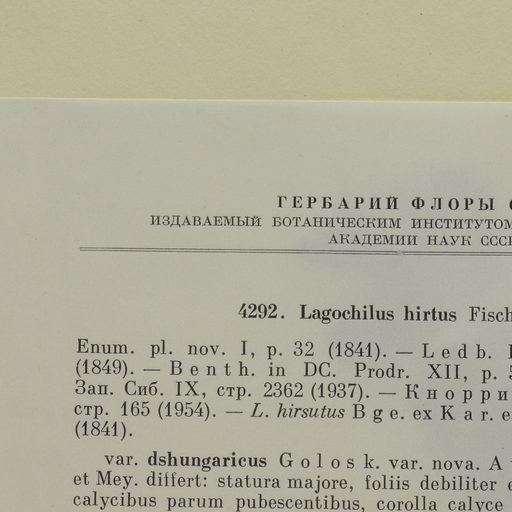 ГЕРБАРИЙ ФЛОРЫ
ИЗДАВАЕМЫЙ БОТАНИЧЕСКИМ ИНСТИТУТОМ
АКАДЕМИИ НАУК СССР
4292. Lagochilus hirtus Fisch
Enum. pl. nov. I, p. 32 (1841). — Ledb.
(1849). — Benth. in DC. Prodr. XII, p.
Зап. Сиб. IX, стр. 2362 (1937). — Кнорри
стр. 165 (1954). — L. hirsutus Bge. ex Kar. e
(1841).
var. dshungaricus Golosk. var. nova. A
et Mey. differt: statura majore, foliis debiliter
calycibus parum pubescentibus, corolla calyce